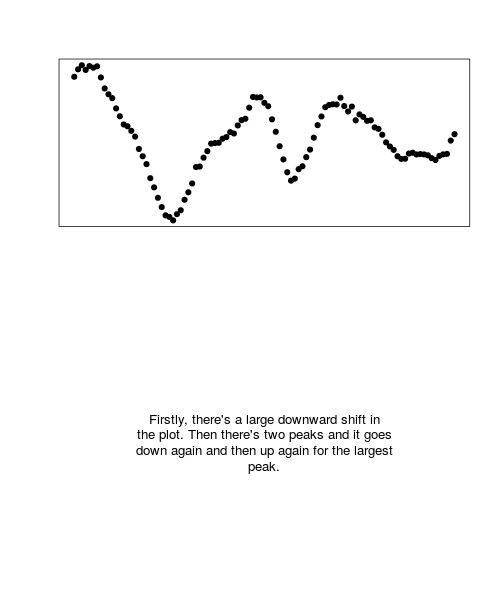 Firstly, there's a large downward shift in
the plot. Then there's two peaks and it goes
down again and then up again for the largest
peak.